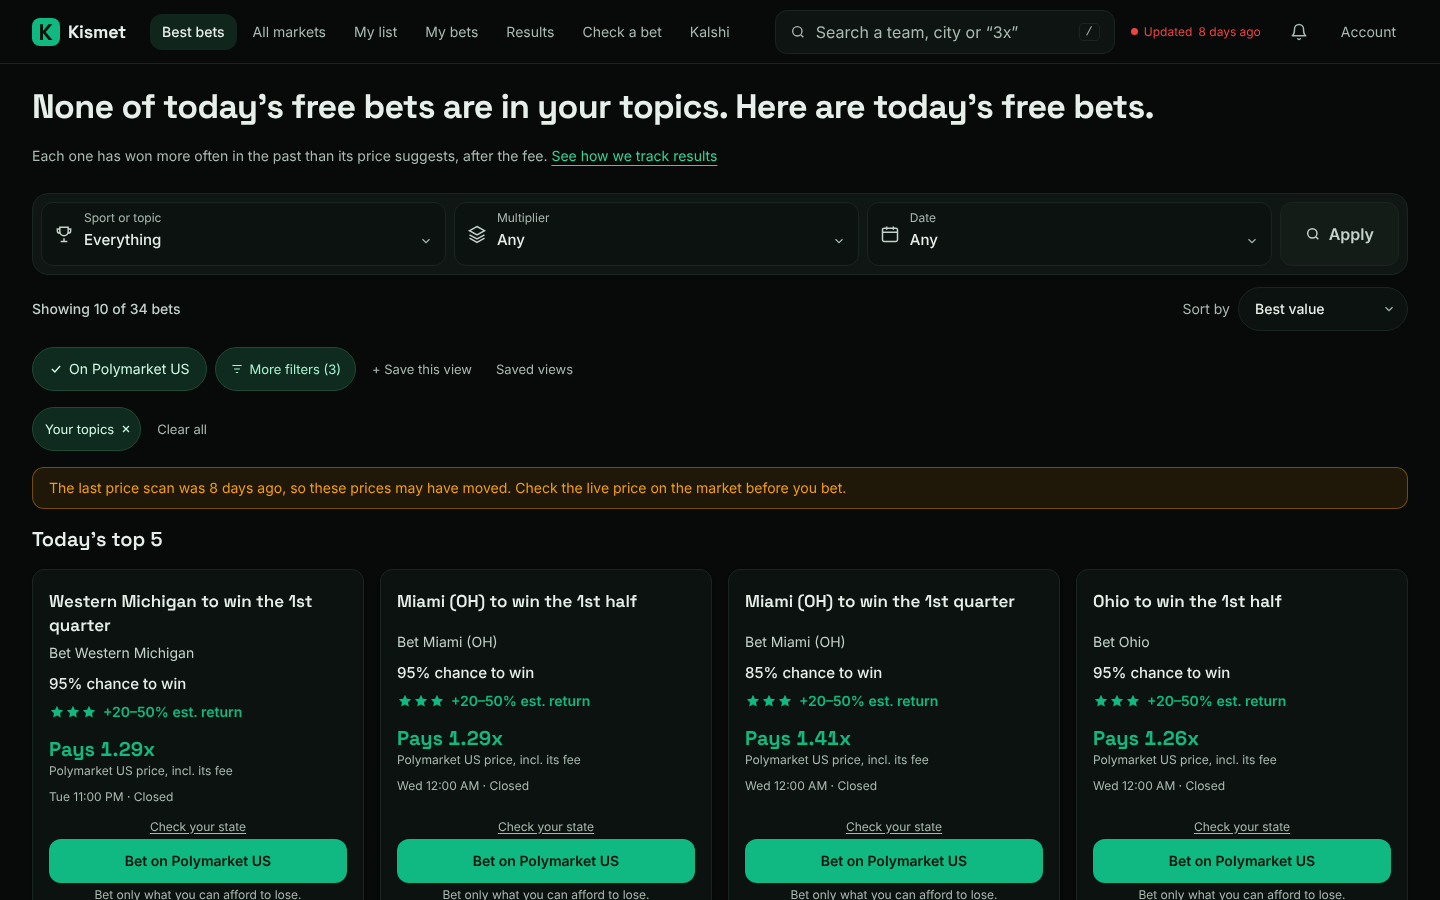 Kismet
Best bets
All markets
My list
My bets
Results
Check a bet
Kalshi
Search a team, city or “3x”
/
Updated 8 days ago
Account
None of today’s free bets are in your topics. Here are today’s free bets.
Each one has won more often in the past than its price suggests, after the fee. See how we track results
Sport or topic
Everything
Multiplier
Any
Date
Any
Apply
Showing 10 of 34 bets
Sort by
Best value
On Polymarket US
More filters (3)
+ Save this view
Saved views
Your topics ×
Clear all
The last price scan was 8 days ago, so these prices may have moved. Check the live price on the market before you bet.
Today’s top 5
Western Michigan to win the 1st
quarter
Bet Western Michigan
95% chance to win
★★★ +20–50% est. return
Pays 1.29x
Polymarket US price, incl. its fee
Tue 11:00 PM · Closed
Check your state
Bet on Polymarket US
Bet only what you can afford to lose.
Miami (OH) to win the 1st half
Bet Miami (OH)
95% chance to win
★★★ +20–50% est. return
Pays 1.29x
Polymarket US price, incl. its fee
Wed 12:00 AM · Closed
Check your state
Bet on Polymarket US
Bet only what you can afford to lose.
Miami (OH) to win the 1st quarter
Bet Miami (OH)
85% chance to win
★★★ +20–50% est. return
Pays 1.41x
Polymarket US price, incl. its fee
Wed 12:00 AM · Closed
Check your state
Bet on Polymarket US
Bet only what you can afford to lose.
Ohio to win the 1st half
Bet Ohio
95% chance to win
★★★ +20–50% est. return
Pays 1.26x
Polymarket US price, incl. its fee
Wed 12:00 AM · Closed
Check your state
Bet on Polymarket US
Bet only what you can afford to lose.